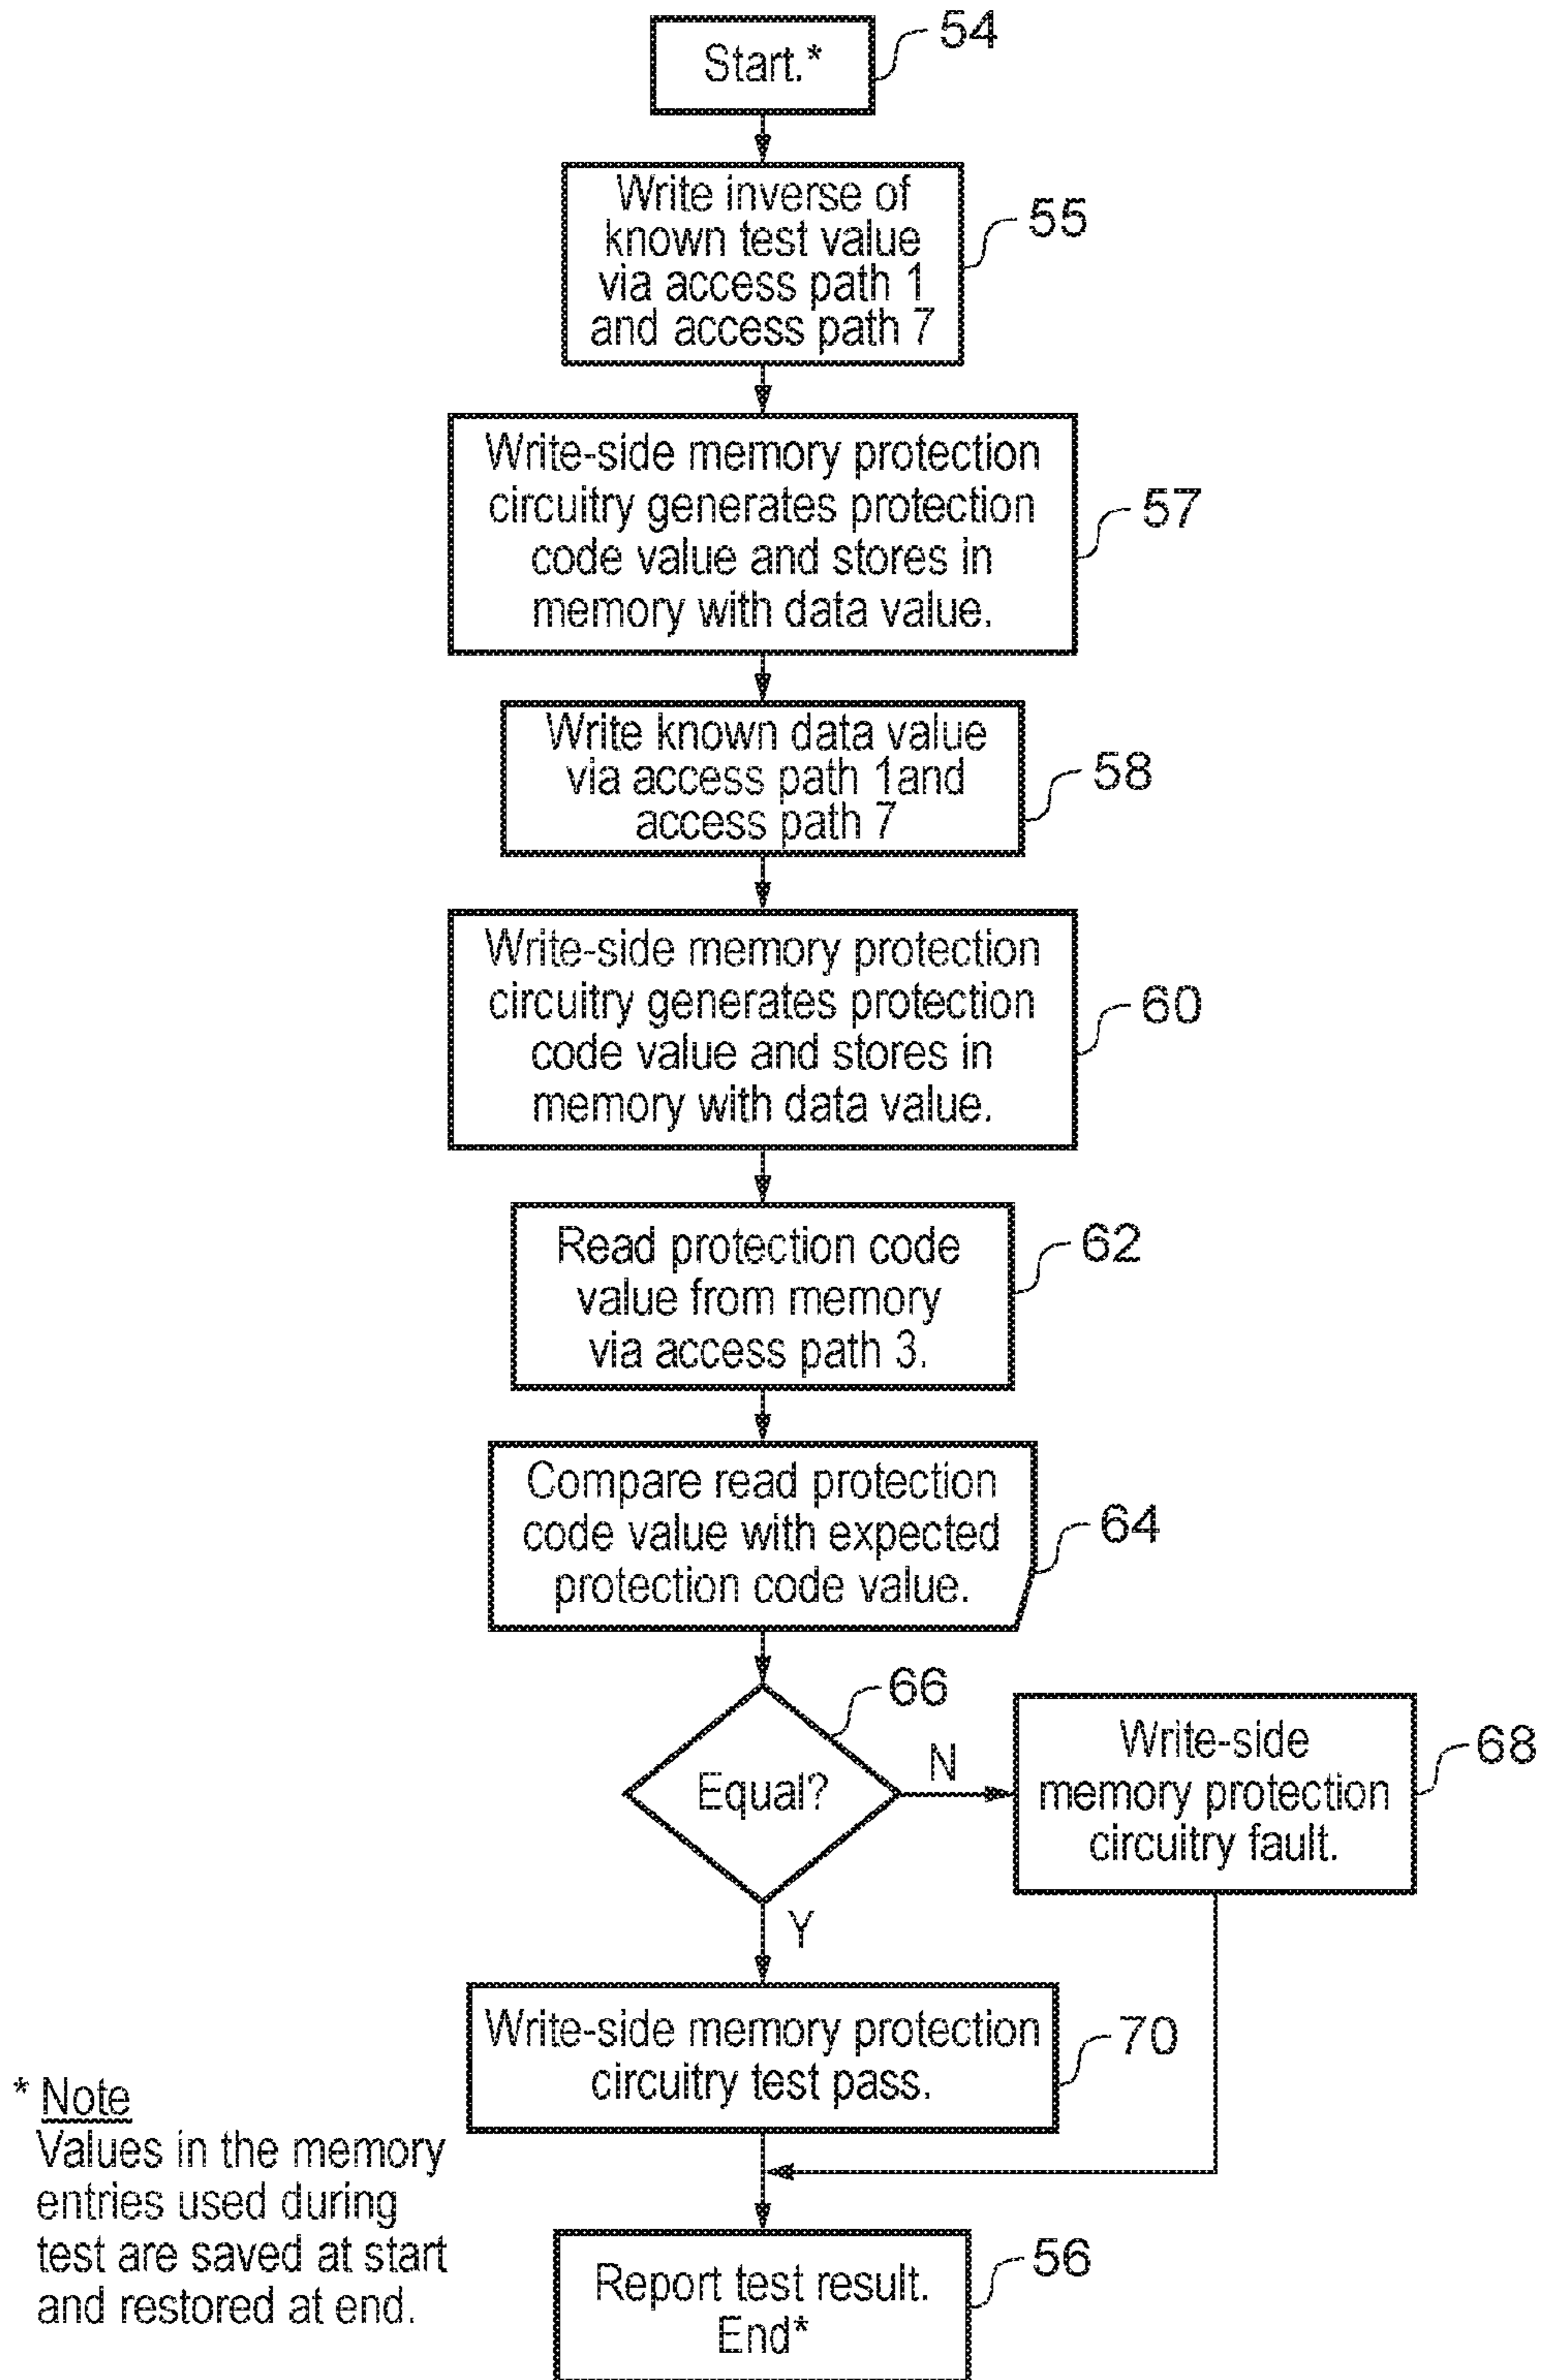 Start.*
54
Write inverse of
known test value
via access path 1
and access path 7
55
Write-side memory protection
circuitry generates protection
code value and stores in
memory with data value.
57
Write known data value
via access path 1and
access path 7
58
Write-side memory protection
circuitry generates protection
code value and stores in
memory with data value.
60
Read protection code
value from memory
via access path 3.
62
Compare read protection
code value with expected
protection code value.
64
66
Equal?
N
Y
Write-side
memory protection
circuitry fault.
68
Write-side memory protection
circuitry test pass.
70
* Note
Values in the memory
entries used during
test are saved at start
and restored at end.
Report test result.
End*
56